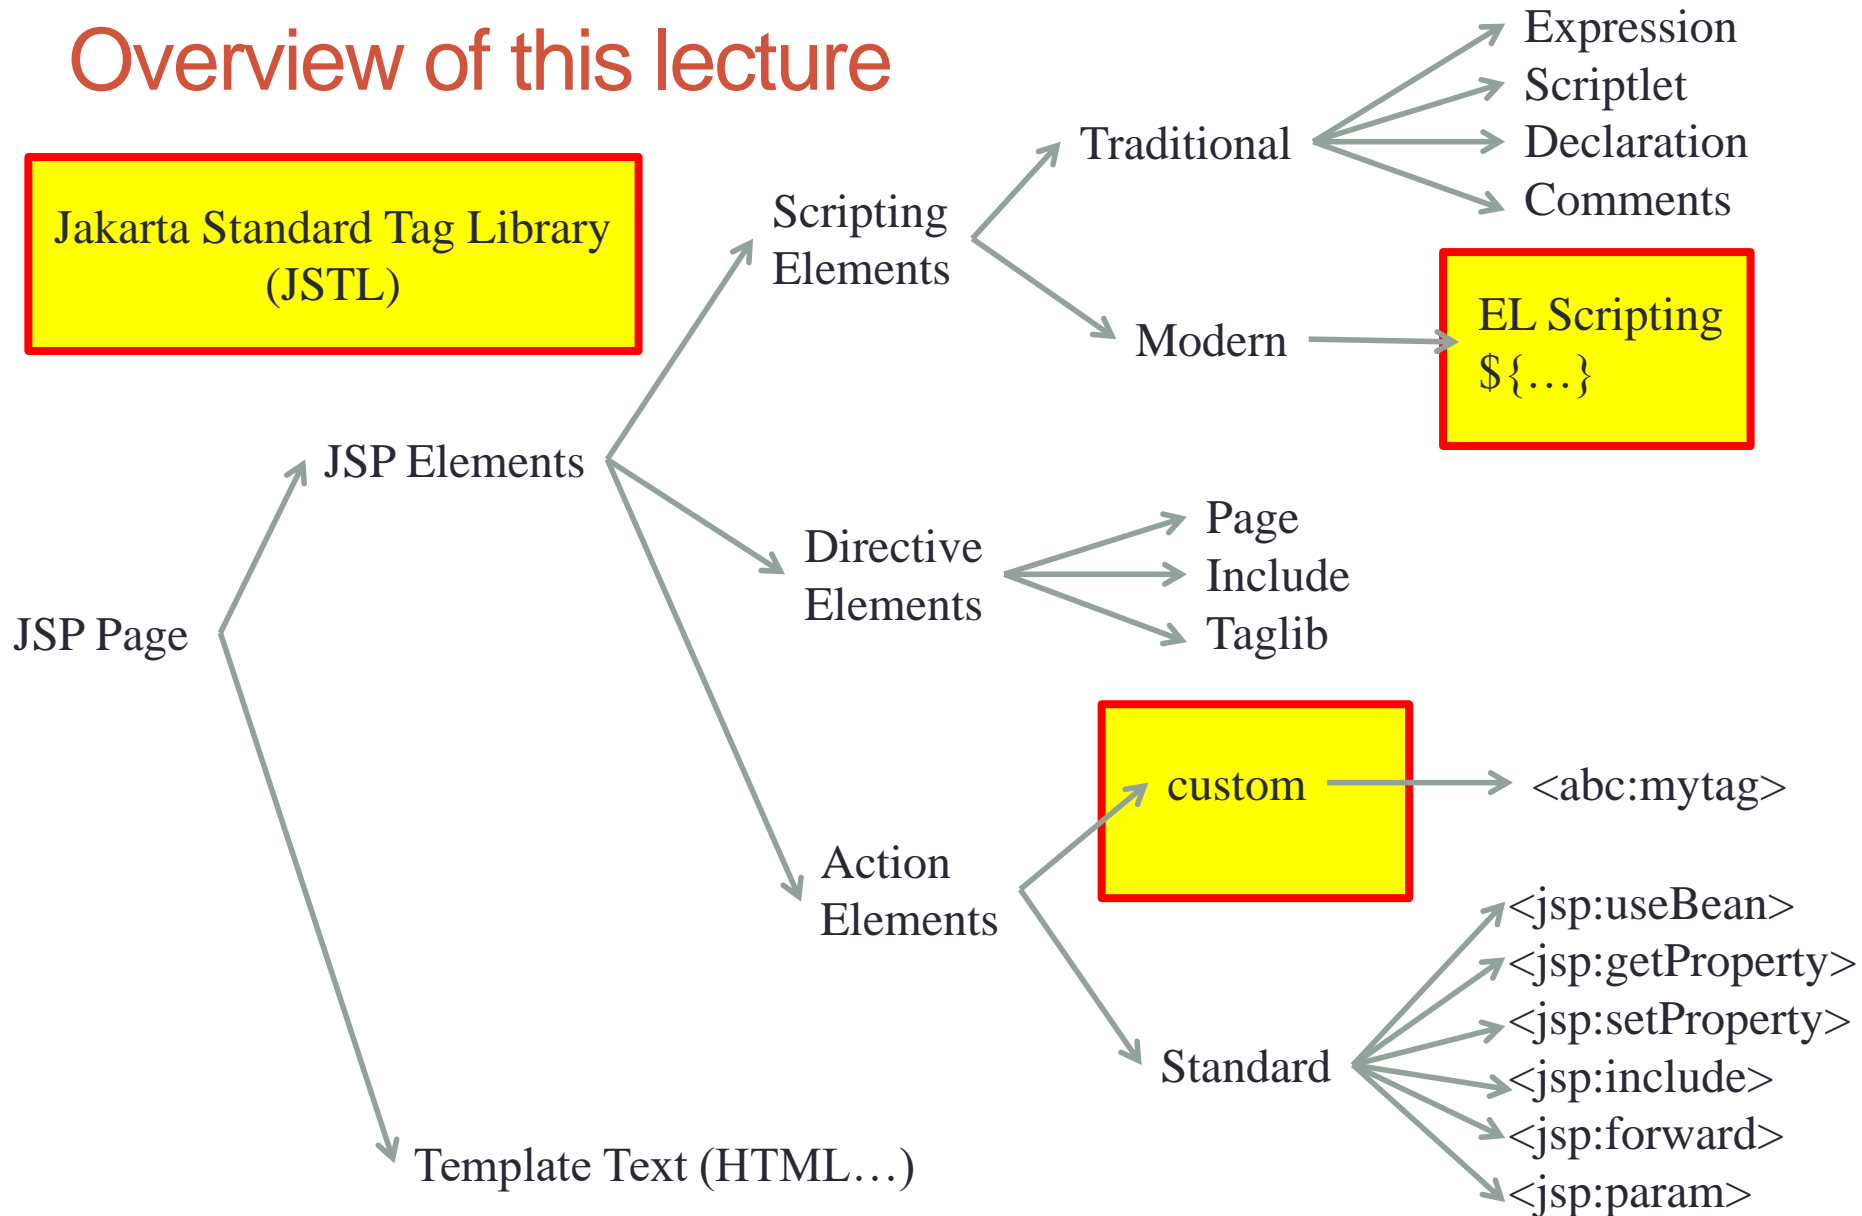 Overview of this lecture
Jakarta Standard Tag Library
(JSTL)
JSP Page
JSP Elements
Template Text (HTML…)
Scripting
Elements
Directive
Elements
Action
Elements
Traditional
Modern
Expression
Scriptlet
Declaration
Comments
EL Scripting
${…}
Page
Include
Taglib
custom
<abc:mytag>
Standard
<jsp:useBean>
<jsp:getProperty>
<jsp:setProperty>
<jsp:include>
<jsp:forward>
<jsp:param>